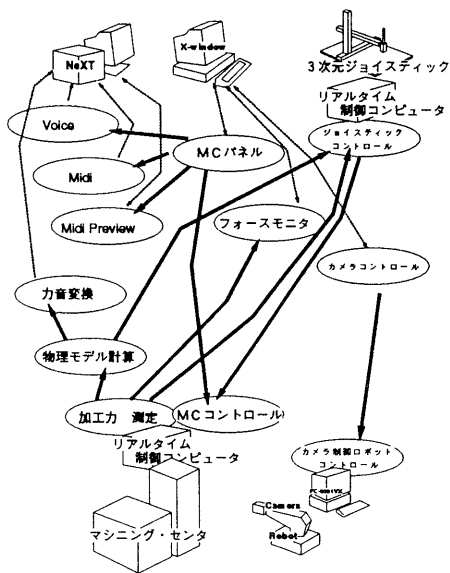 NeXT
X-window
3次元ジョイスティック
リアルタイム
制御コンピュータ
ジョイスティック
コントロール
Voice
MCパネル
Midi
Midi Preview
フォースモニタ
カメラコントロール
力音変換
物理モデル計算
加工力 測定
MCコントロール
リアルタイム
制御コンピュータ
カメラ制御ロボット
コントロール
マシニング・センタ
Camera
Robot